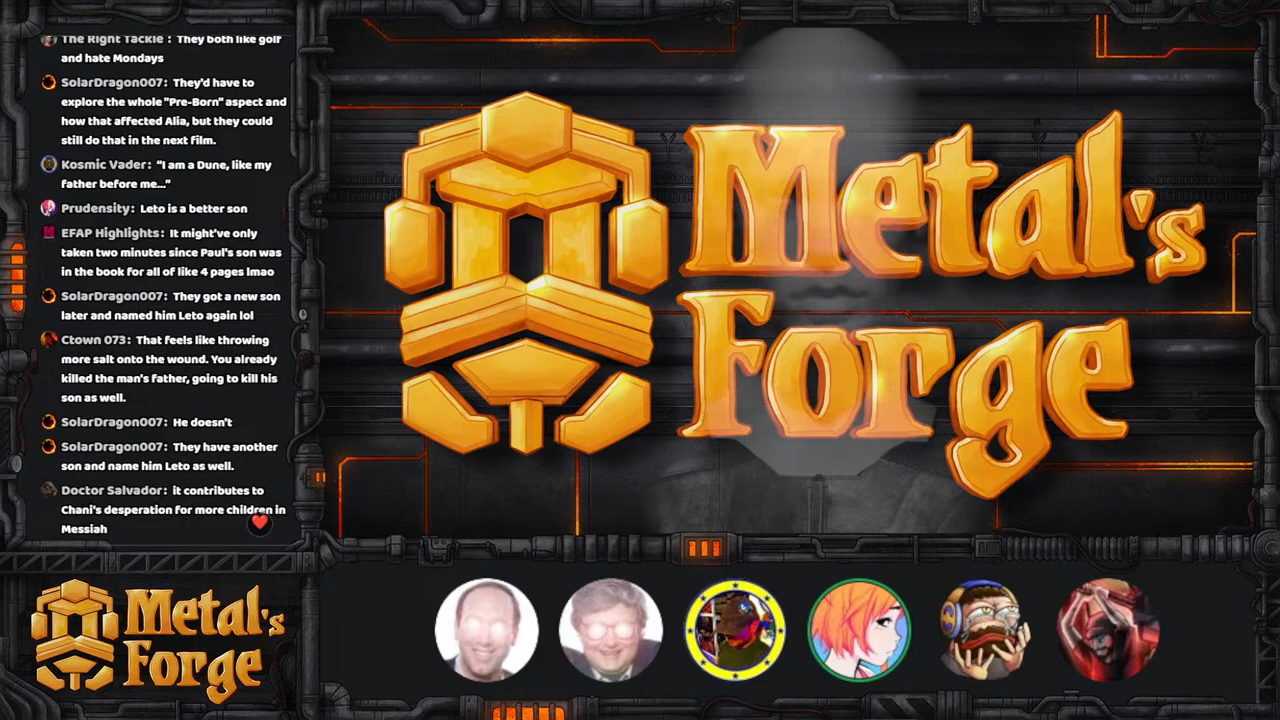 The Right Tackle : They both like golf
and hate Mondays
SolarDragon007: They'd have to
explore the whole "Pre-Born" aspect and
how that affected Alia, but they could
still do that in the next film.
Kosmic Vader: “I am a Dune, like my
father before me...”
Prudensity: Leto is a better son
EFAP Highlights: It might've only
taken two minutes since Paul's son was
in the book for all of like 4 pages lmao
SolarDragon007: They got a new son
later and named him Leto again lol
Ctown 073: That feels like throwing
more salt onto the wound. You already
killed the man's father, going to kill his
son as well.
SolarDragon007: He doesn't
SolarDragon007: They have another
son and name him Leto as well.
Doctor Salvador: it contributes to
Chani's desperation for more children in
Messiah
Metal's
Forge
Metal's
Forge